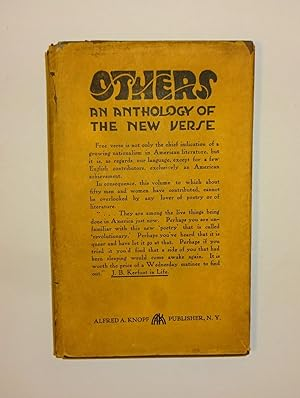 OTHERS
AN ANTHOLOGY OF
THE NEW VERSE
Free verse is not only the chief indication of a
growing nationalism in American literature, but
it is, as regards our language, except for a few
English contributors, exclusively an American
achievement.
In consequence, this volume to which about
fifty men and women have contributed, cannot
be overlooked by any lover of poetry or of
literature.
". . . They are among the live things being
done in America just now. Perhaps you are un-
familiar with this new 'poetry' that is called
'revolutionary.' Perhaps you've heard that it is
queer and have let it go at that. Perhaps if you
tried it you'd find that a side of you that had
been sleeping would come awake again. It is
worth the price of a Wednesday matinee to find
out." J. B. Kerfoot in Life.
ALFRED A. KNOPF PUBLISHER, N. Y.